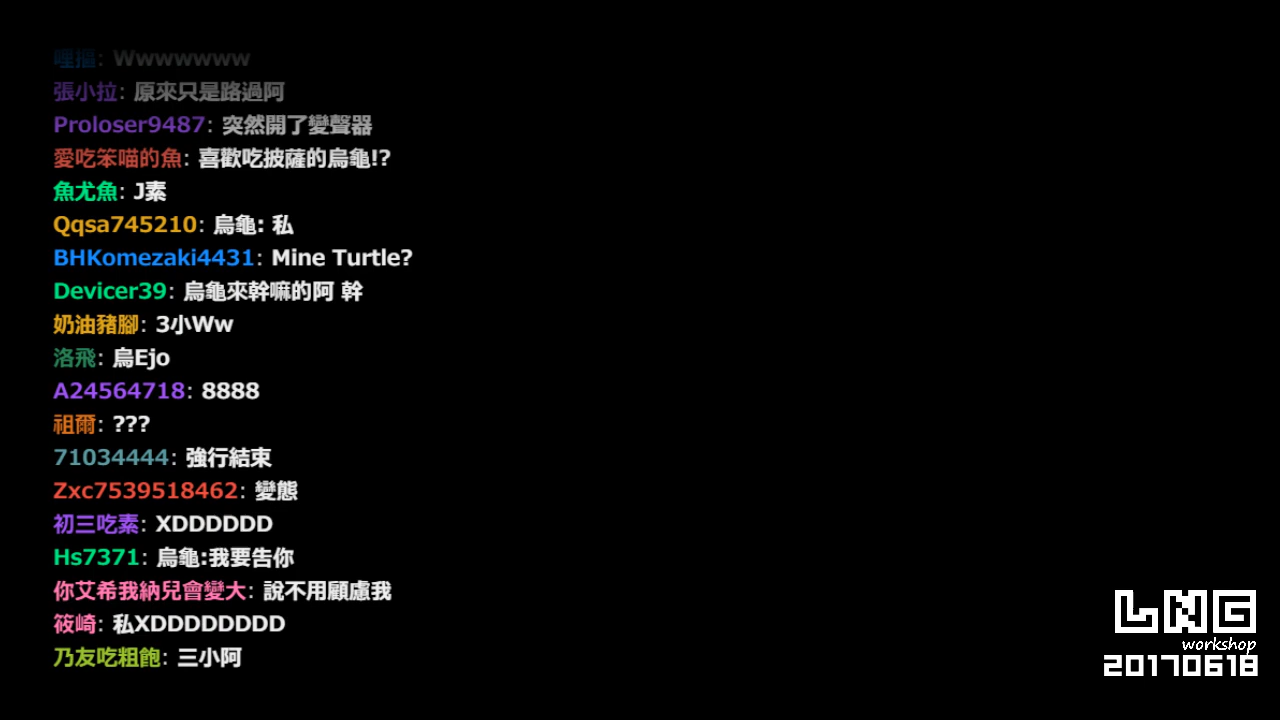 哩摳: Wwwwwww
張小拉: 原來只是路過阿
Proloser9487: 突然開了變聲器
愛吃笨喵的魚: 喜歡吃披薩的烏龜!?
魚尤魚: J素
Qqsa745210: 烏龜: 私
BHKomezaki4431: Mine Turtle?
Devicer39: 烏龜來幹嘛的阿 幹
奶油豬腳: 3小Ww
洛飛: 烏Ejo
A24564718: 8888
祖爾: ???
71034444: 強行結束
Zxc7539518462: 變態
初三吃素: XDDDDDD
Hs7371: 烏龜:我要告你
你艾希我納兒會變大: 說不用顧慮我
筱崎: 私XDDDDDDDD
乃友吃粗飽: 三小阿
LNG
workshop
20170618